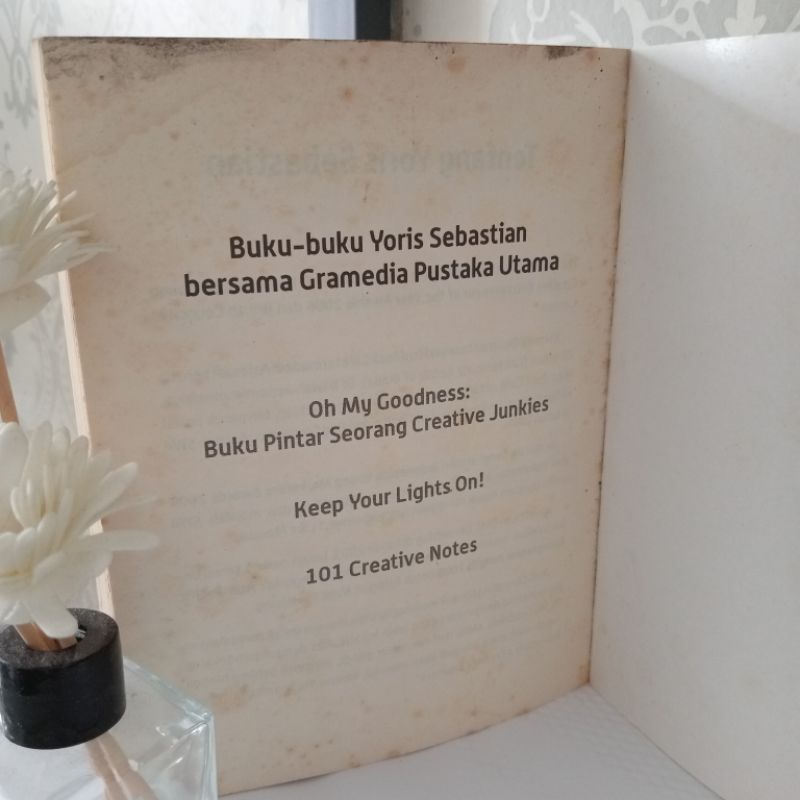 Buku-buku Yoris Sebastian
bersama Gramedia Pustaka Utama
Oh My Goodness:
Buku Pintar Seorang Creative Junkies
Keep Your Lights On!
101 Creative Notes